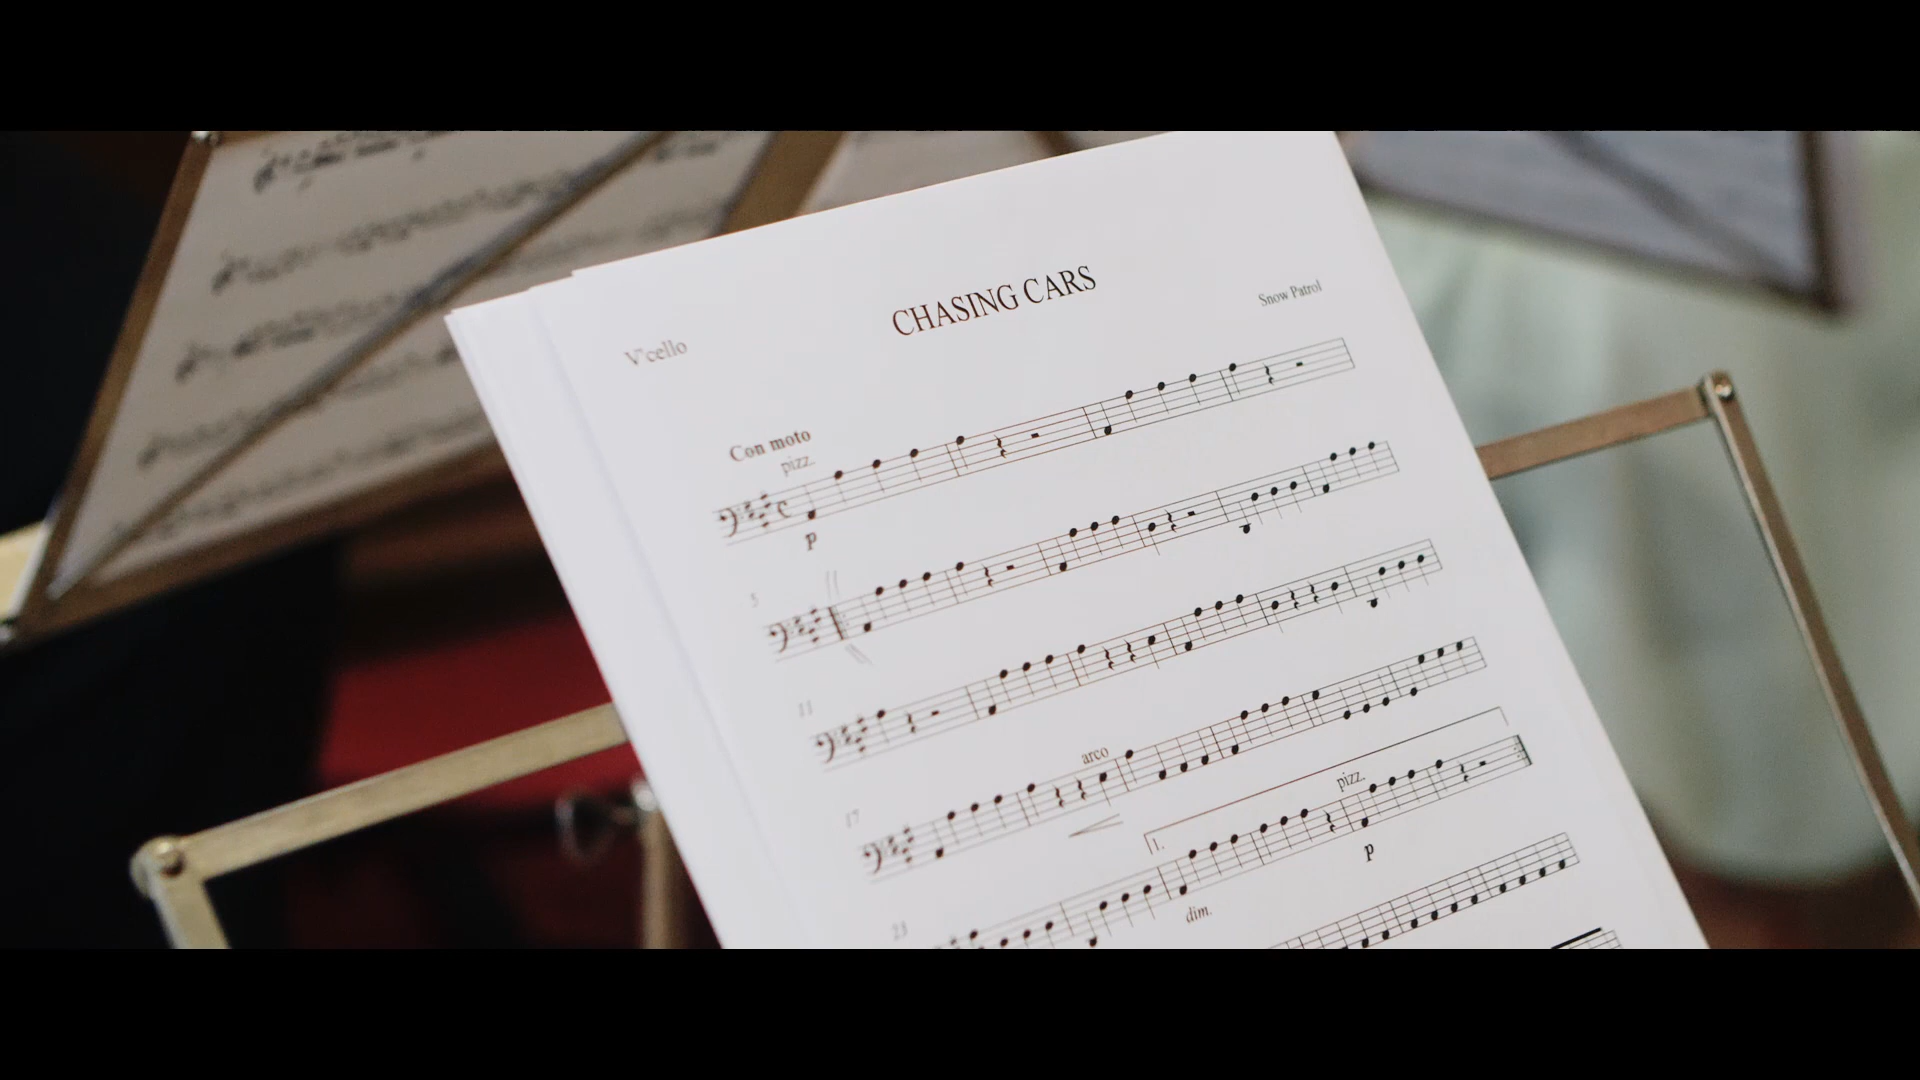 CHASING CARS
Snow Patrol
V'cello
Con moto
pizz.
p
5
11
arco
17
1.
pizz.
p
dim.
23